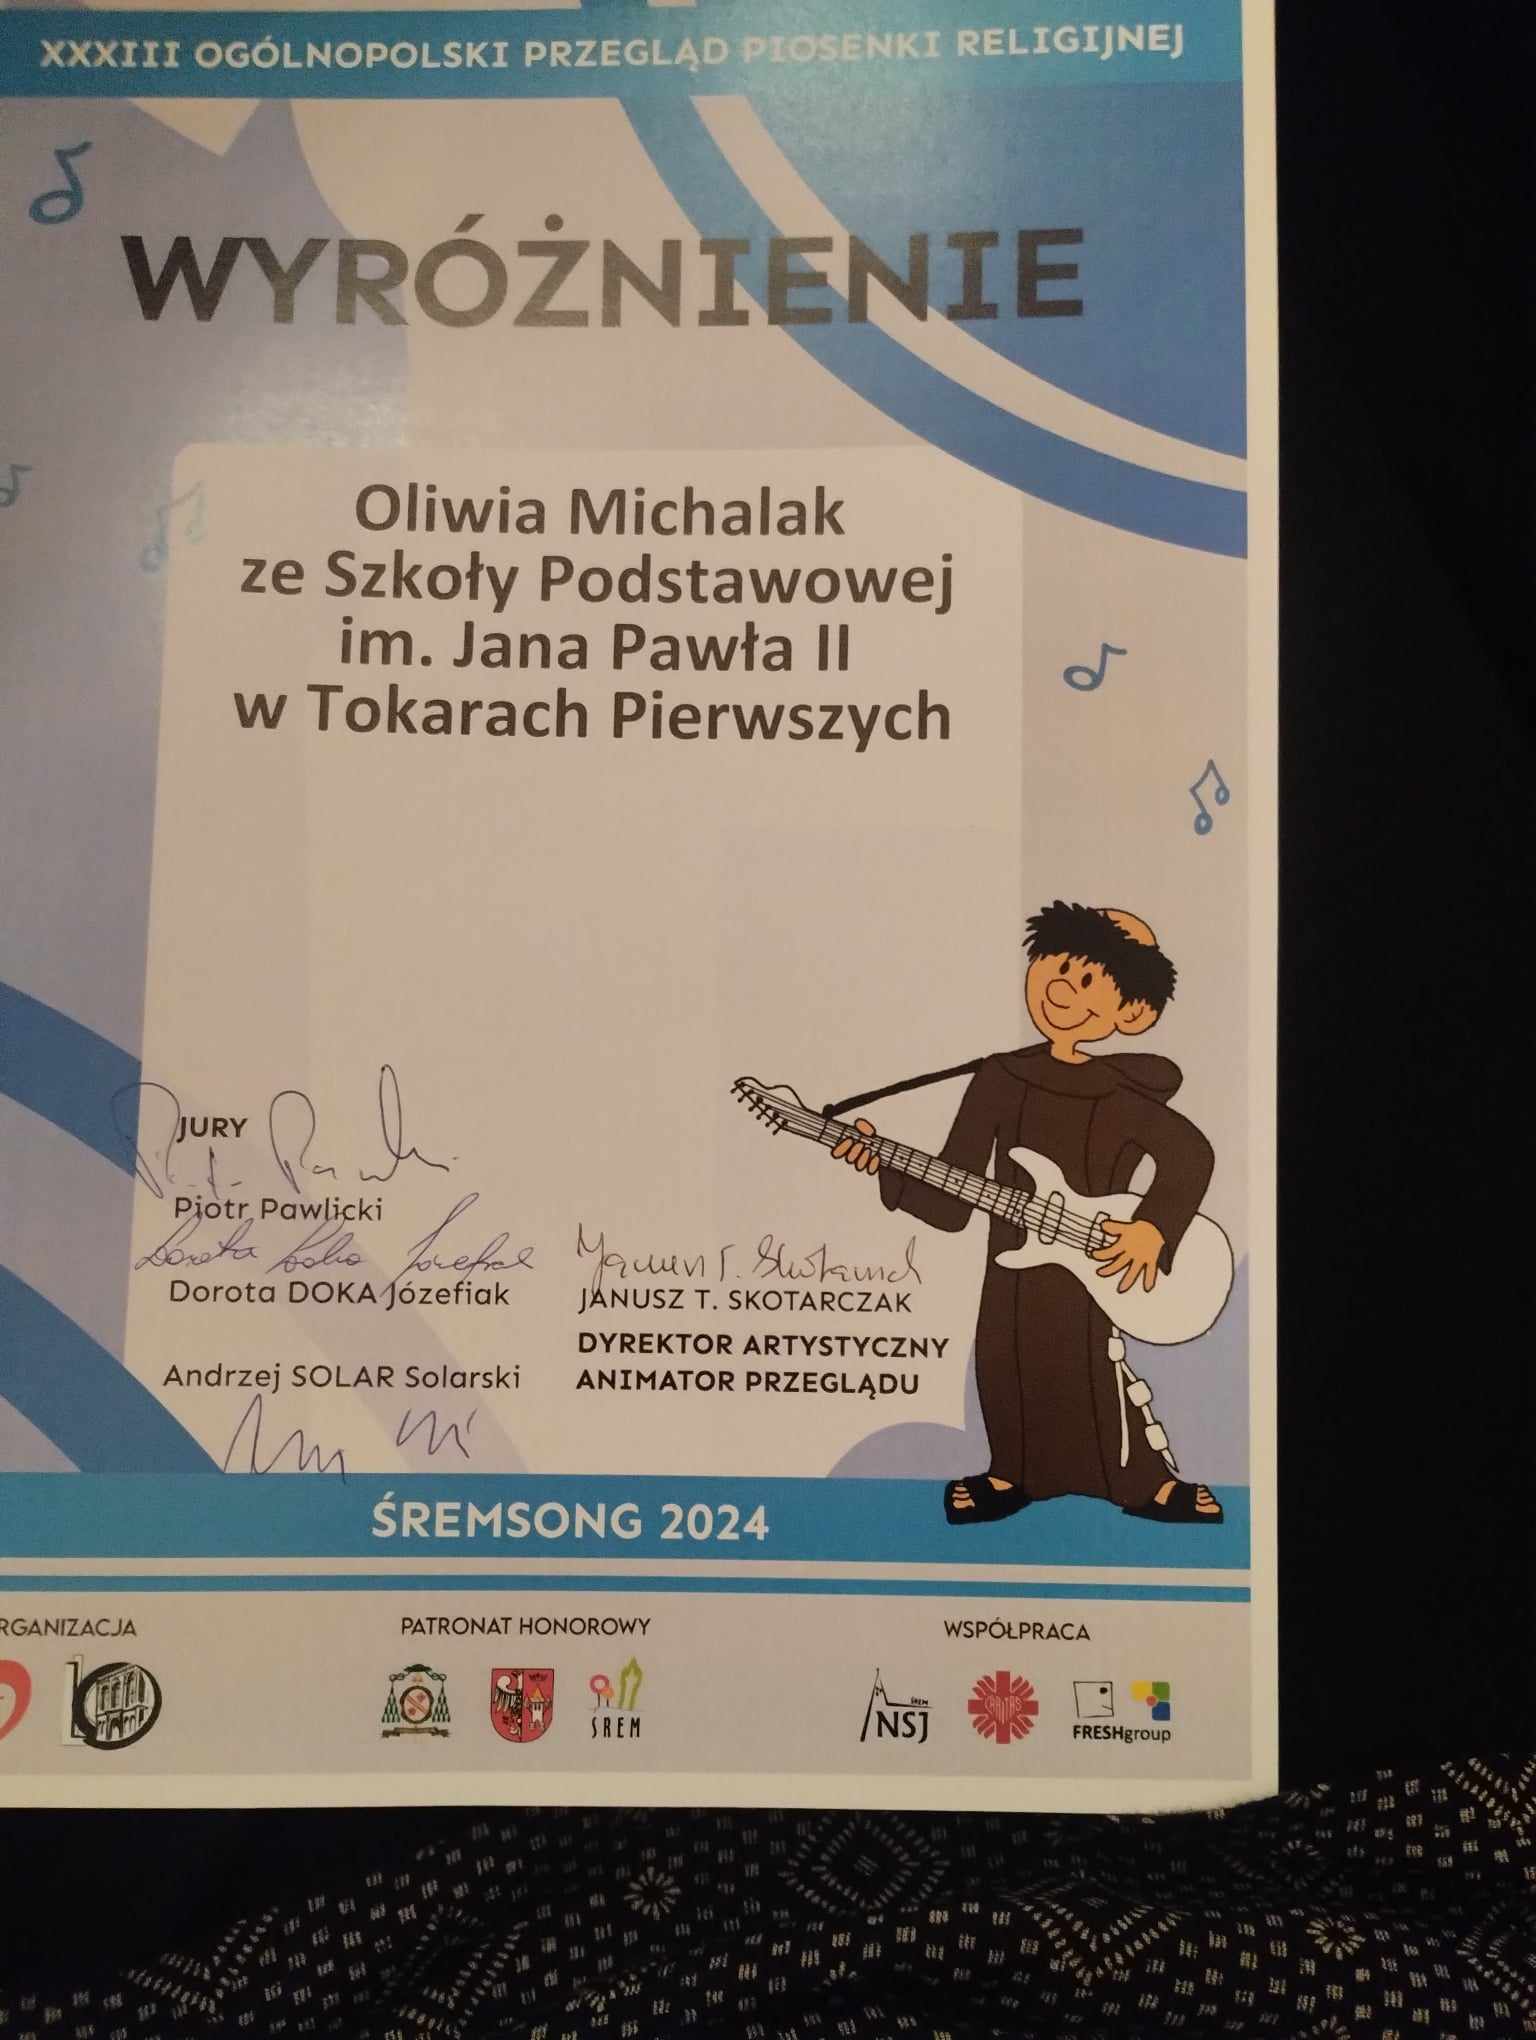 XXXIII OGÓLNOPOLSKI PRZEGLĄD PIOSENKI RELIGIJNEJ
WYRÓŻNIENIE
Oliwia Michalak
ze Szkoły Podstawowej
im. Jana Pawła II
w Tokarach Pierwszych
JURY
Piotr Pawlicki
Dorota DOKA Józefiak
Andrzej SOLAR Solarski
JANUSZ T. SKOTARCZAK
DYREKTOR ARTYSTYCZNY
ANIMATOR PRZEGLĄDU
ŚREMSONG 2024
RGANIZACJA
PATRONAT HONOROWY
ŚREM
WSPÓŁPRACA
ŚREM
NSJ
CARITAS
FRESHgroup